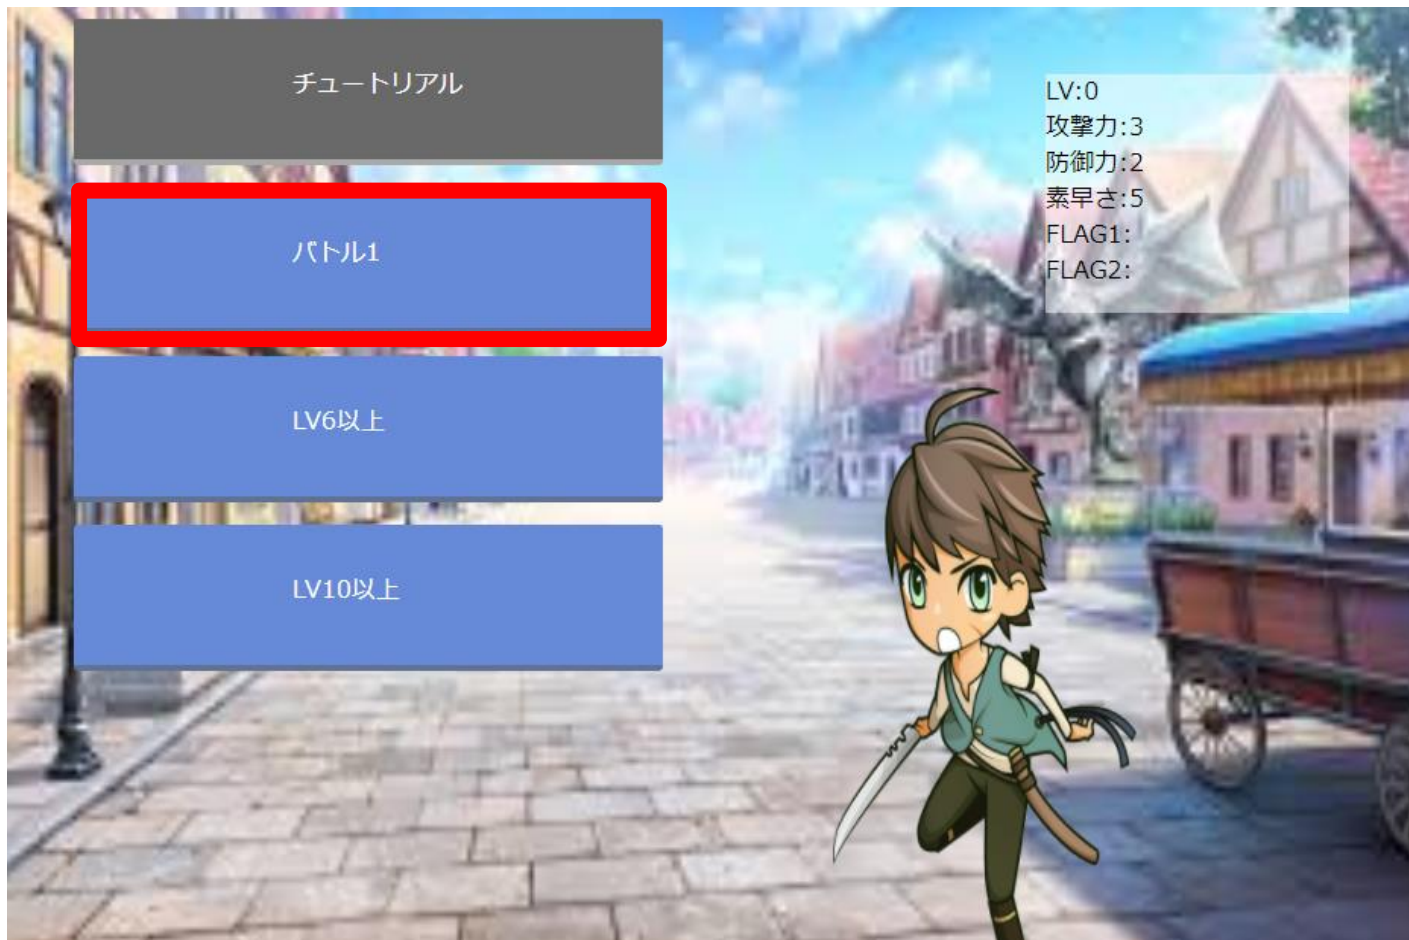 チュートリアル
バトル1
LV6以上
LV10以上
LV:0
攻撃力:3
防御力:2
素早さ:5
FLAG1:
FLAG2: